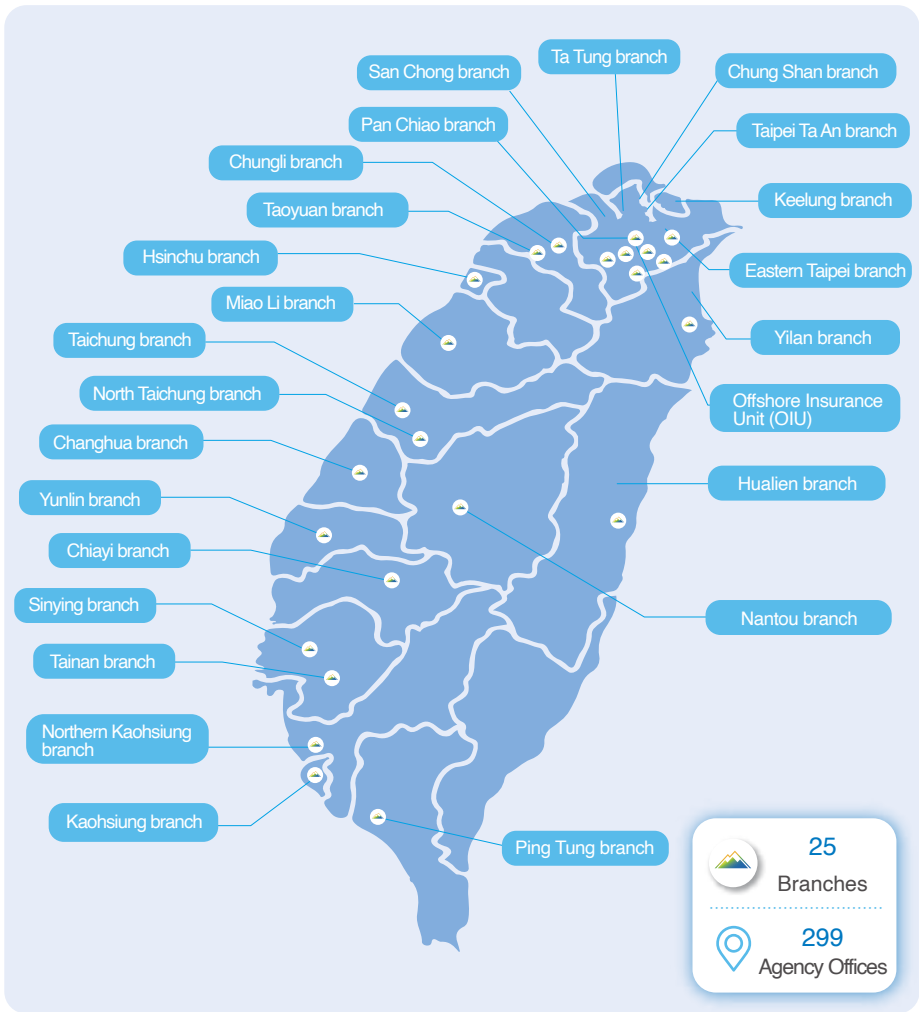 Ta Tung branch
San Chong branch
Chung Shan branch
Pan Chiao branch
Taipei Ta An branch
Chungli branch
Keelung branch
Taoyuan branch
Hsinchu branch
Eastern Taipei branch
Miao Li branch
Yilan branch
Taichung branch
North Taichung branch
Offshore Insurance
Unit (OIU)
Changhua branch
Hualien branch
Yunlin branch
Chiayi branch
Sinying branch
Nantou branch
Tainan branch
Northern Kaohsiung
branch
Kaohsiung branch
Ping Tung branch
25
Branches
299
Agency Offices